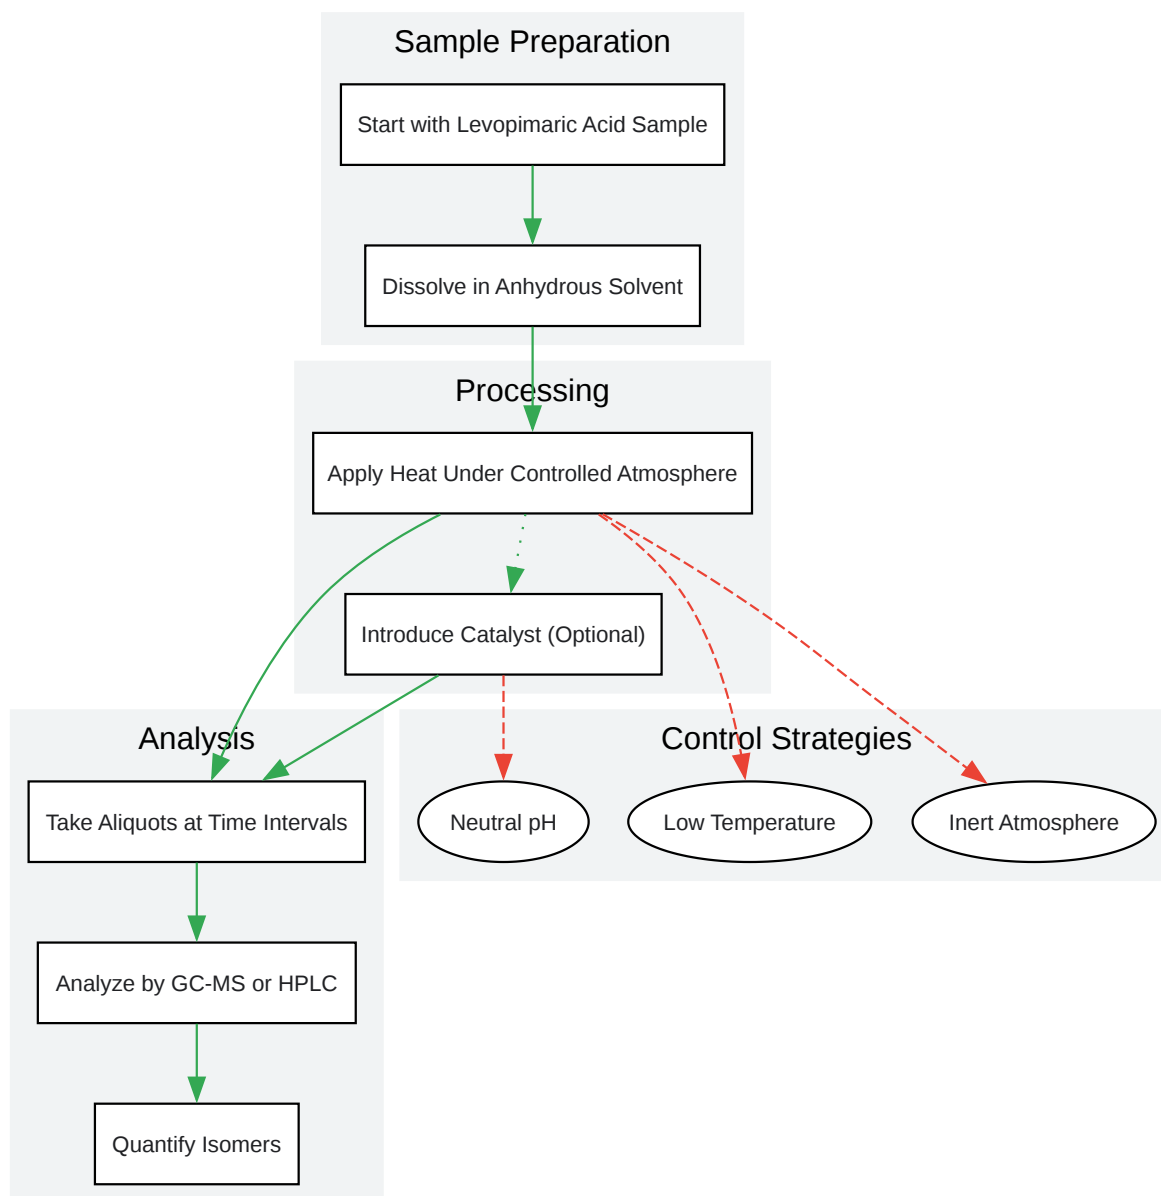 Sample Preparation
Start with Levopimaric Acid Sample
Dissolve in Anhydrous Solvent
Processing
Apply Heat Under Controlled Atmosphere
Introduce Catalyst (Optional)
Analysis
Control Strategies
Take Aliquots at Time Intervals
Neutral pH
Low Temperature
Inert Atmosphere
Analyze by GC-MS or HPLC
Quantify Isomers